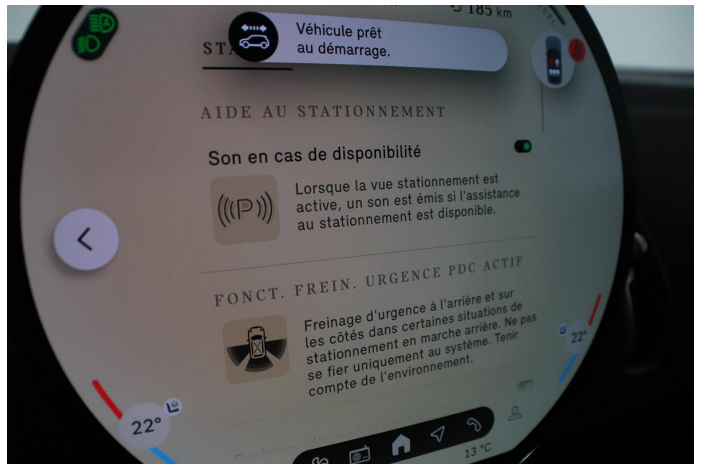 185 km
Véhicule prêt
au démarrage.
AIDE AU STATIONNEMENT
Son en cas de disponibilité
(((P)))
Lorsque la vue stationnement est
active, un son est émis si l'assistance
au stationnement est disponible.
FONCT. FREIN. URGENCE PDC ACTIF
Freinage d'urgence à l'arrière et sur
les côtés dans certaines situations de
stationnement en marche arrière. Ne pas
se fier uniquement au système. Tenir
compte de l'environnement.
22°
22°
13 °C